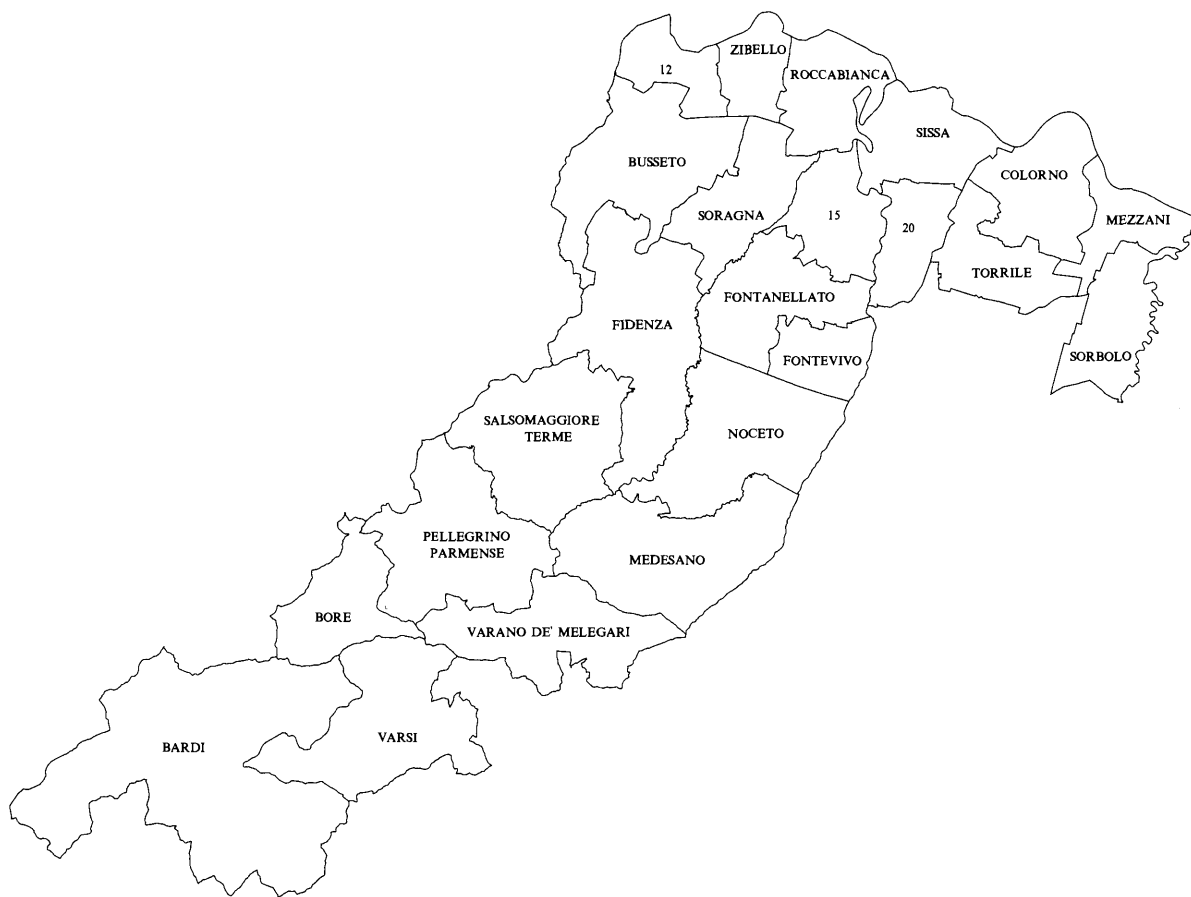 ZIBELLO
12
ROCCABIANCA
SISSA
BUSSETO
COLORNO
SORAGNA
15
20
MEZZANI
TORRILE
FONTANELLATO
FIDENZA
FONTEVIVO
SORBOLO
SALSOMAGGIORE
TERME
NOCETO
PELLEGRINO
PARMENSE
MEDESANO
BORE
VARANO DE' MELEGARI
VARSI
BARDI